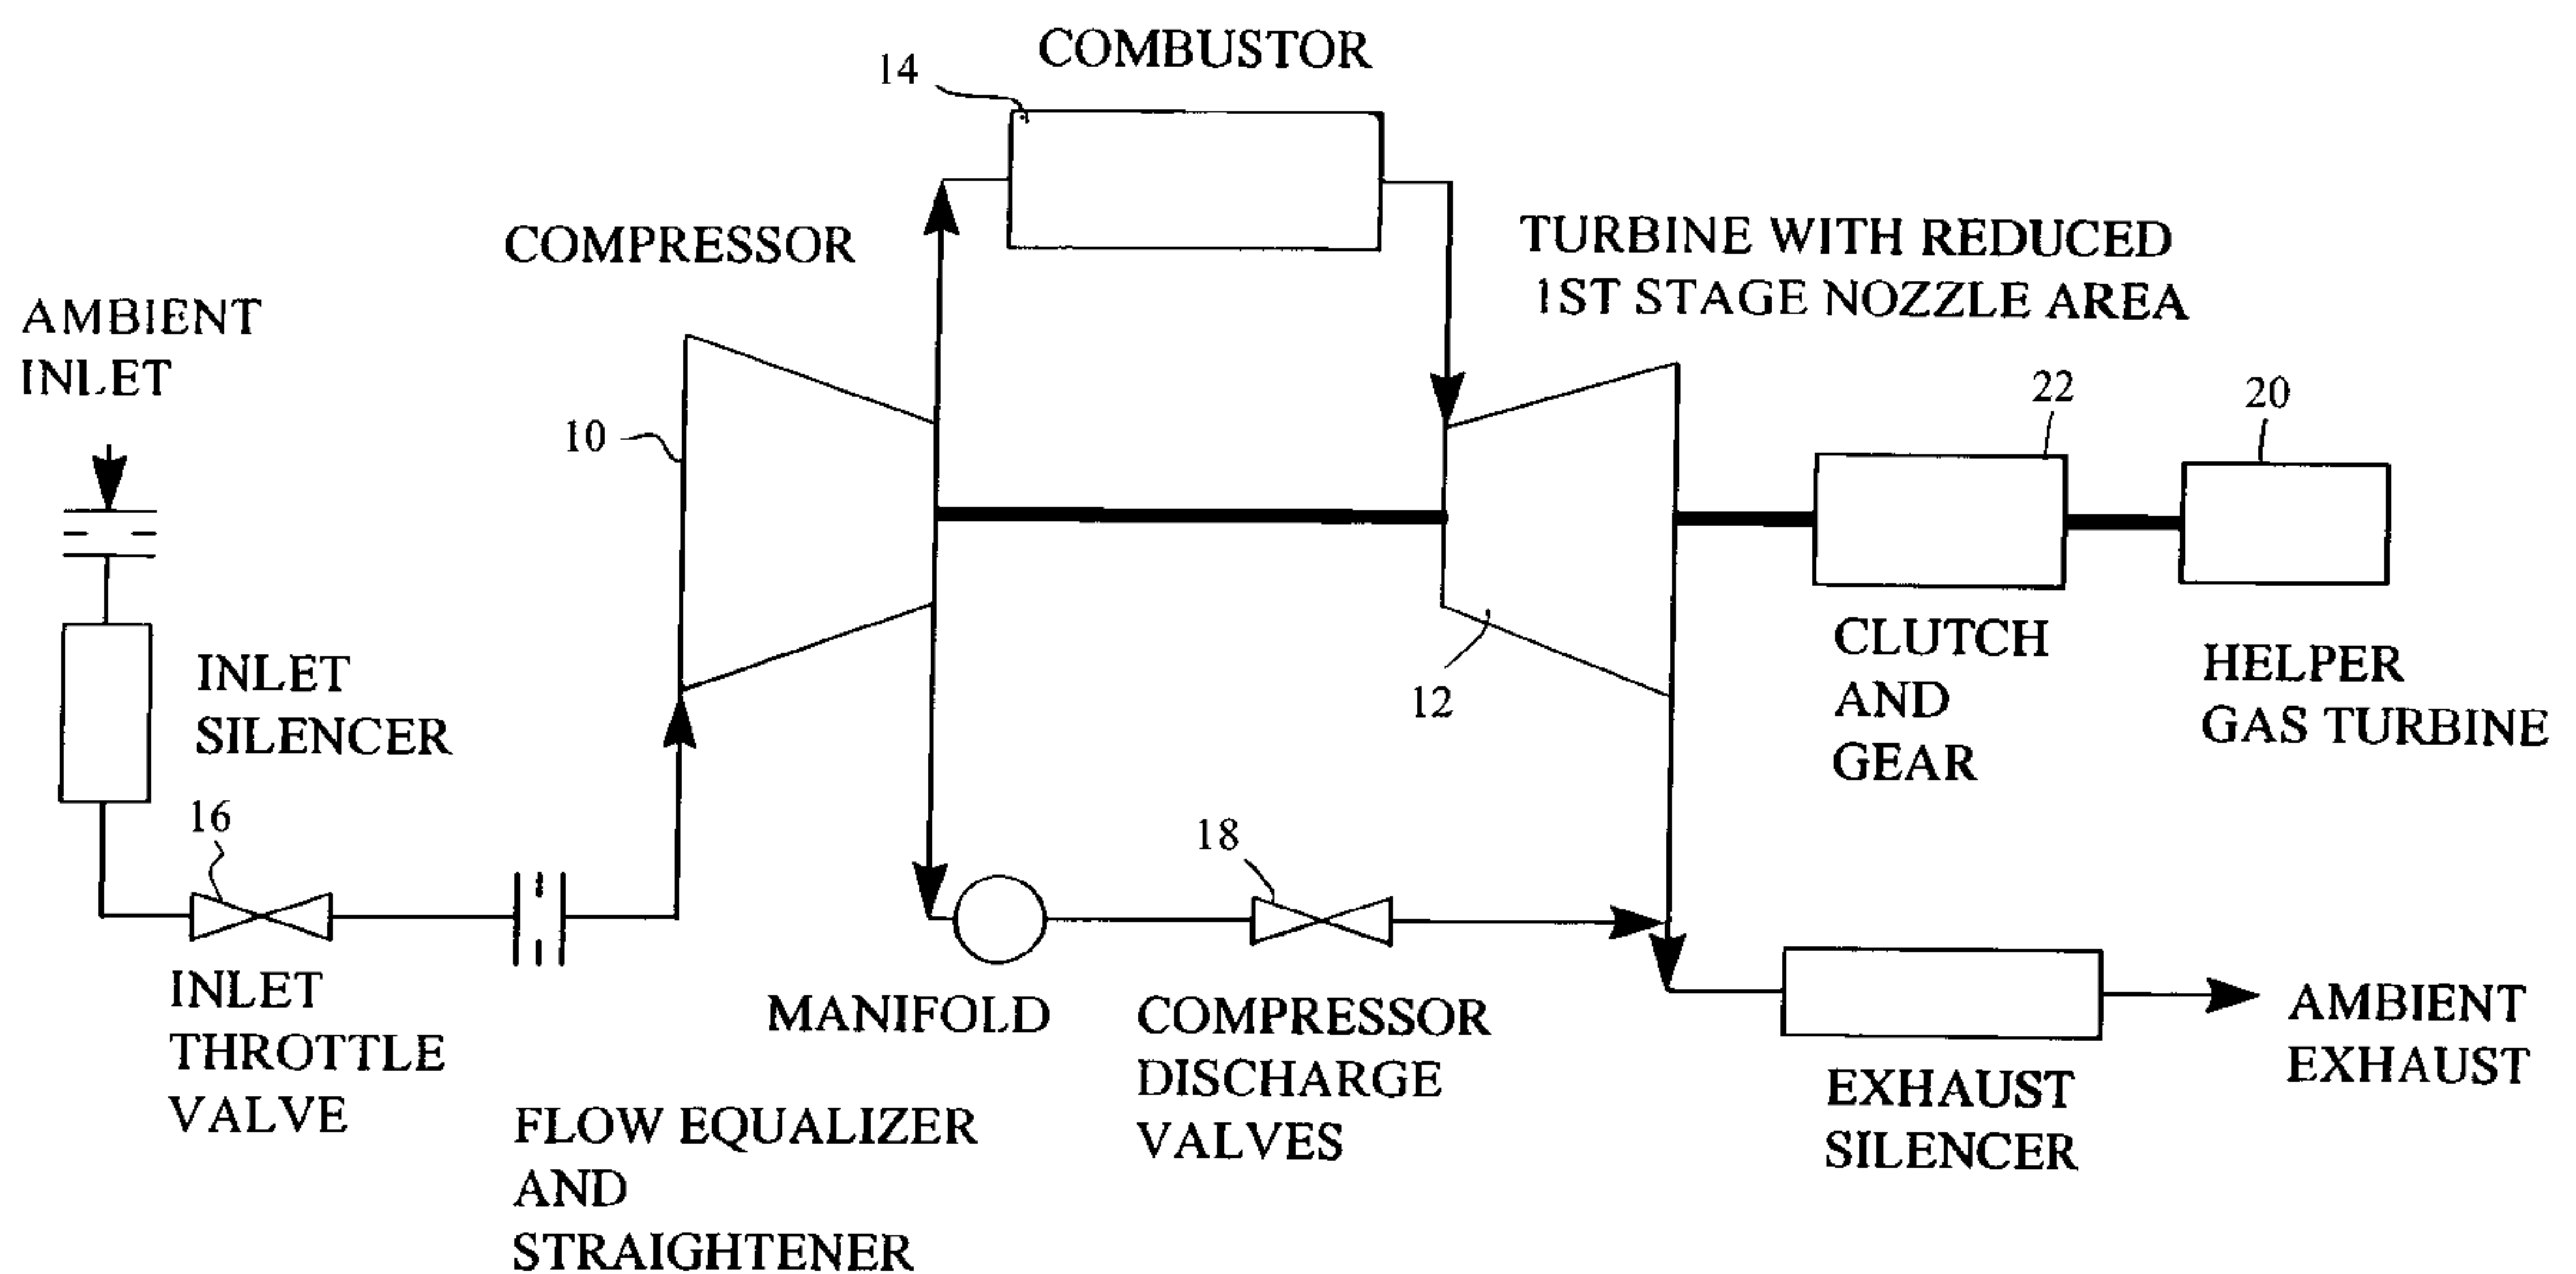 COMBUSTOR
14
COMPRESSOR
TURBINE WITH REDUCED
1ST STAGE NOZZLE AREA
AMBIENT
INLET
10
22
20
INLET
SILENCER
12
CLUTCH
AND
GEAR
HELPER
GAS TURBINE
16
18
INLET
THROTTLE
VALVE
MANIFOLD
COMPRESSOR
DISCHARGE
VALVES
AMBIENT
EXHAUST
EXHAUST
SILENCER
FLOW EQUALIZER
AND
STRAIGHTENER